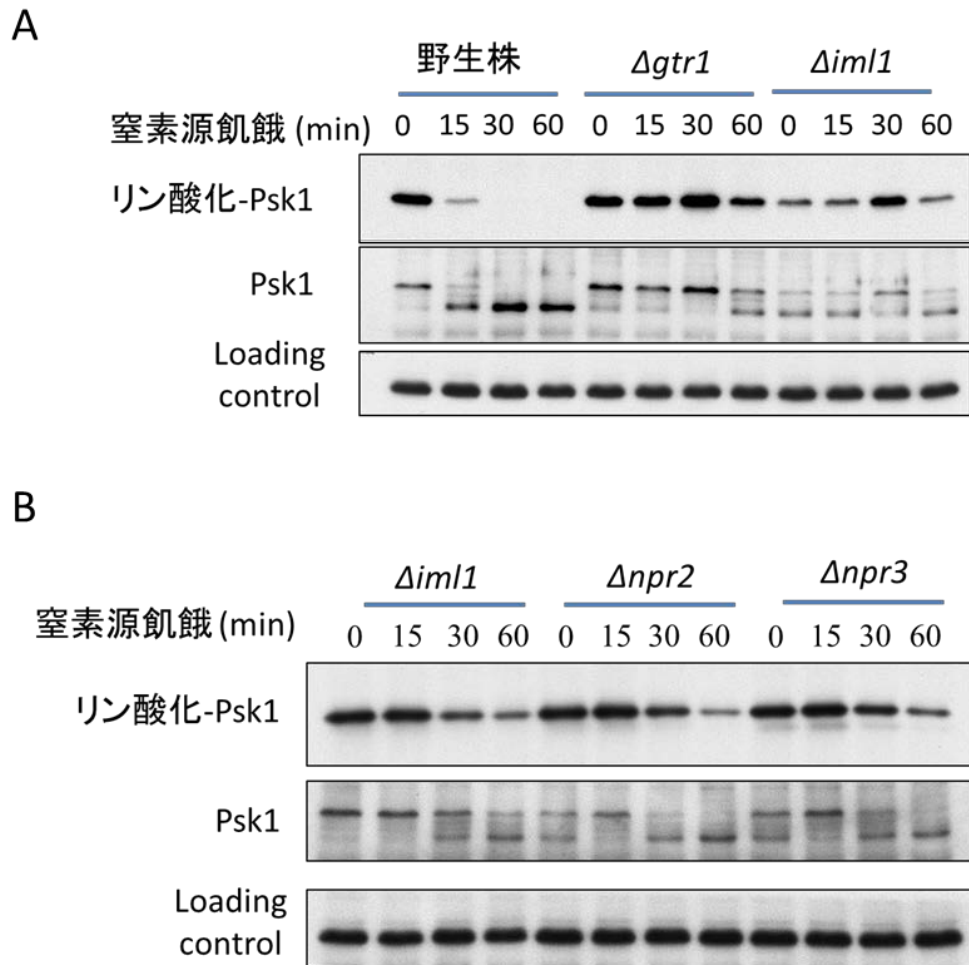 A
野生株 Δgtr1 Δiml1
窒素源飢餓 (min) 0 15 30 60 0 15 30 60 0 15 30 60
リン酸化-Psk1
Psk1
Loading
control
B
Δiml1 Δnpr2 Δnpr3
窒素源飢餓 (min) 0 15 30 60 0 15 30 60 0 15 30 60
リン酸化-Psk1
Psk1
Loading
control